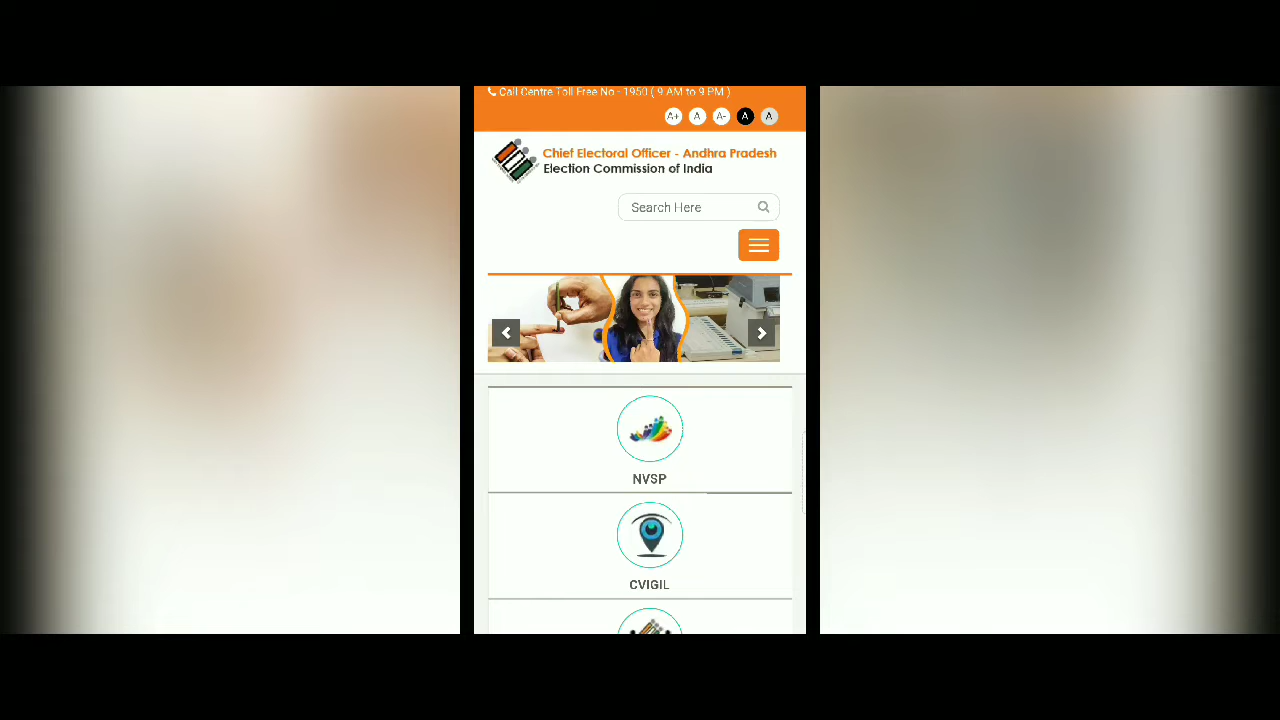 Call Centre Toll Free No - 1950 ( 9 AM to 9 PM )
A+ A A- A A
Chief Electoral Officer - Andhra Pradesh
Election Commission of India
Search Here
NVSP
CVIGIL